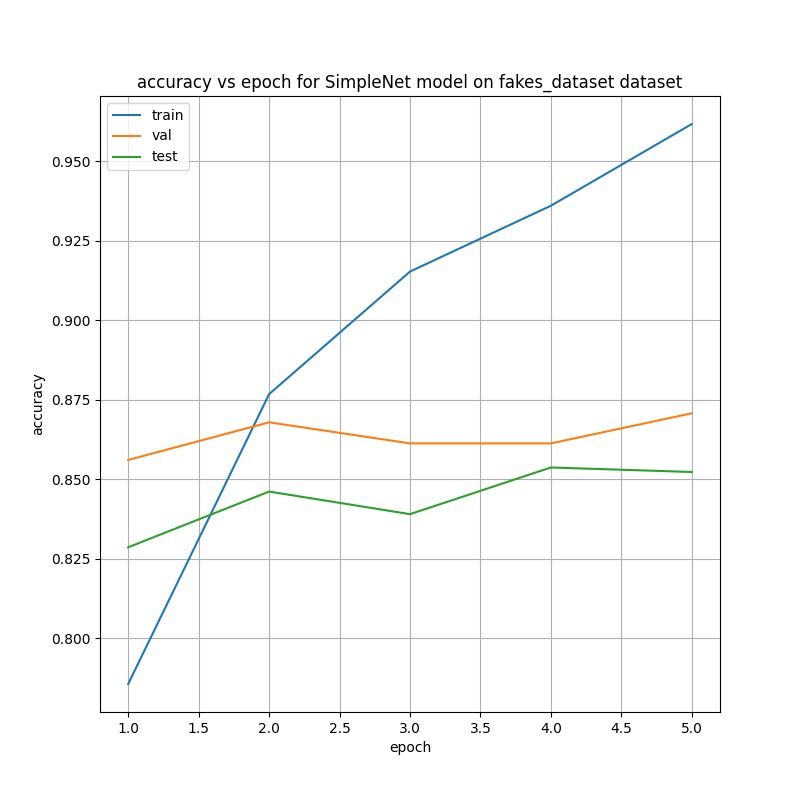 accuracy vs epoch for SimpleNet model on fakes_dataset dataset
train
val
test
0.950
0.925
0.900
0.875
0.850
0.825
0.800
accuracy
1.0 1.5 2.0 2.5 3.0 3.5 4.0 4.5 5.0
epoch